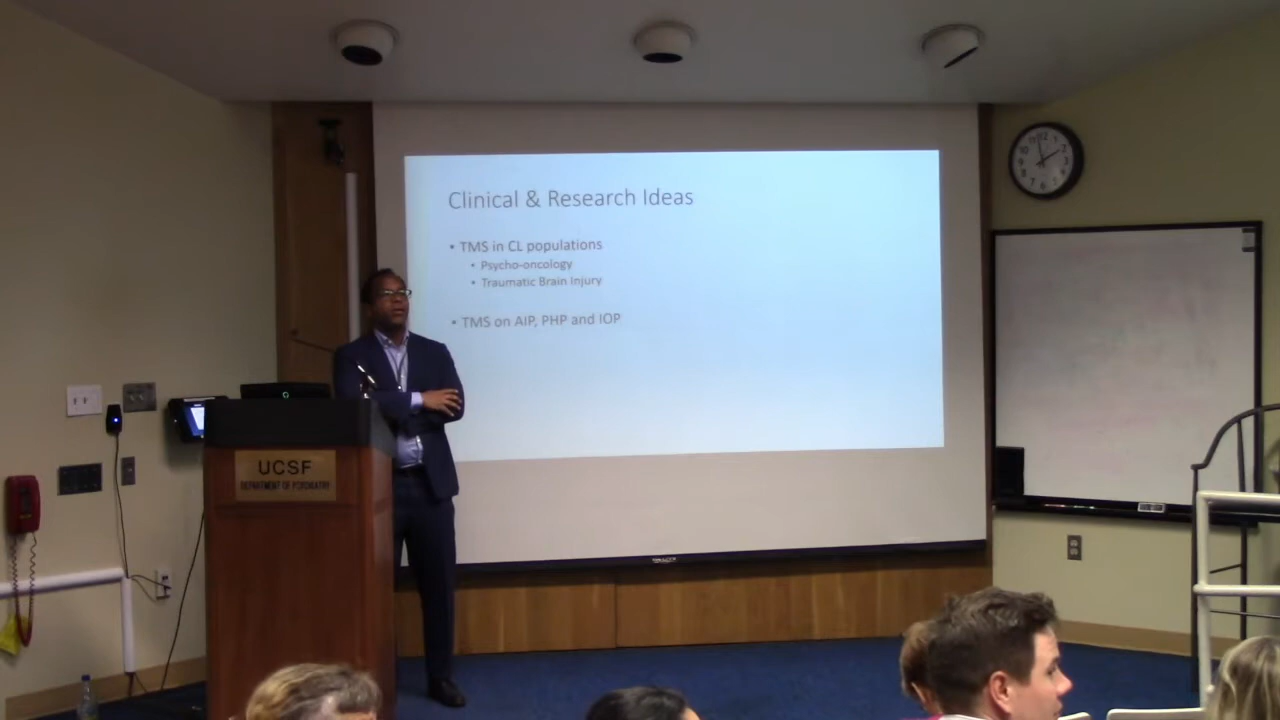 Clinical & Research Ideas
• TMS in CL populations
• Psycho-oncology
• Traumatic Brain Injury
• TMS on AIP, PHP and IOP
UCSF
DEPARTMENT OF PSYCHIATRY